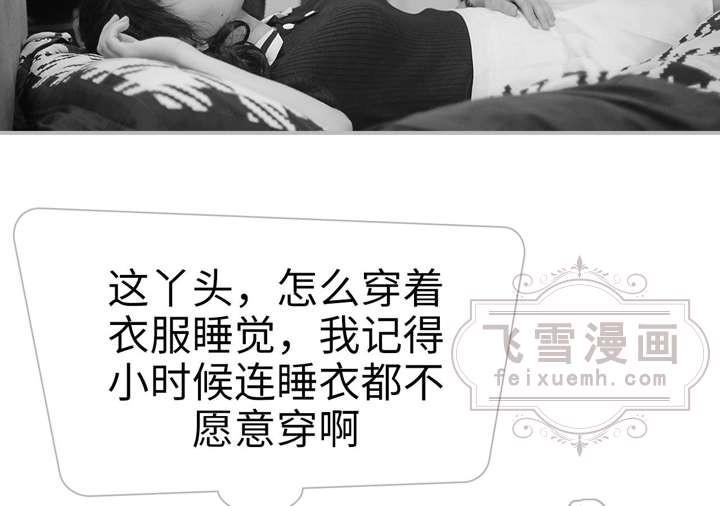 这丫头，怎么穿着
衣服睡觉，我记得
小时候连睡衣都不
愿意穿啊
飞雪漫画
feixuemh.com